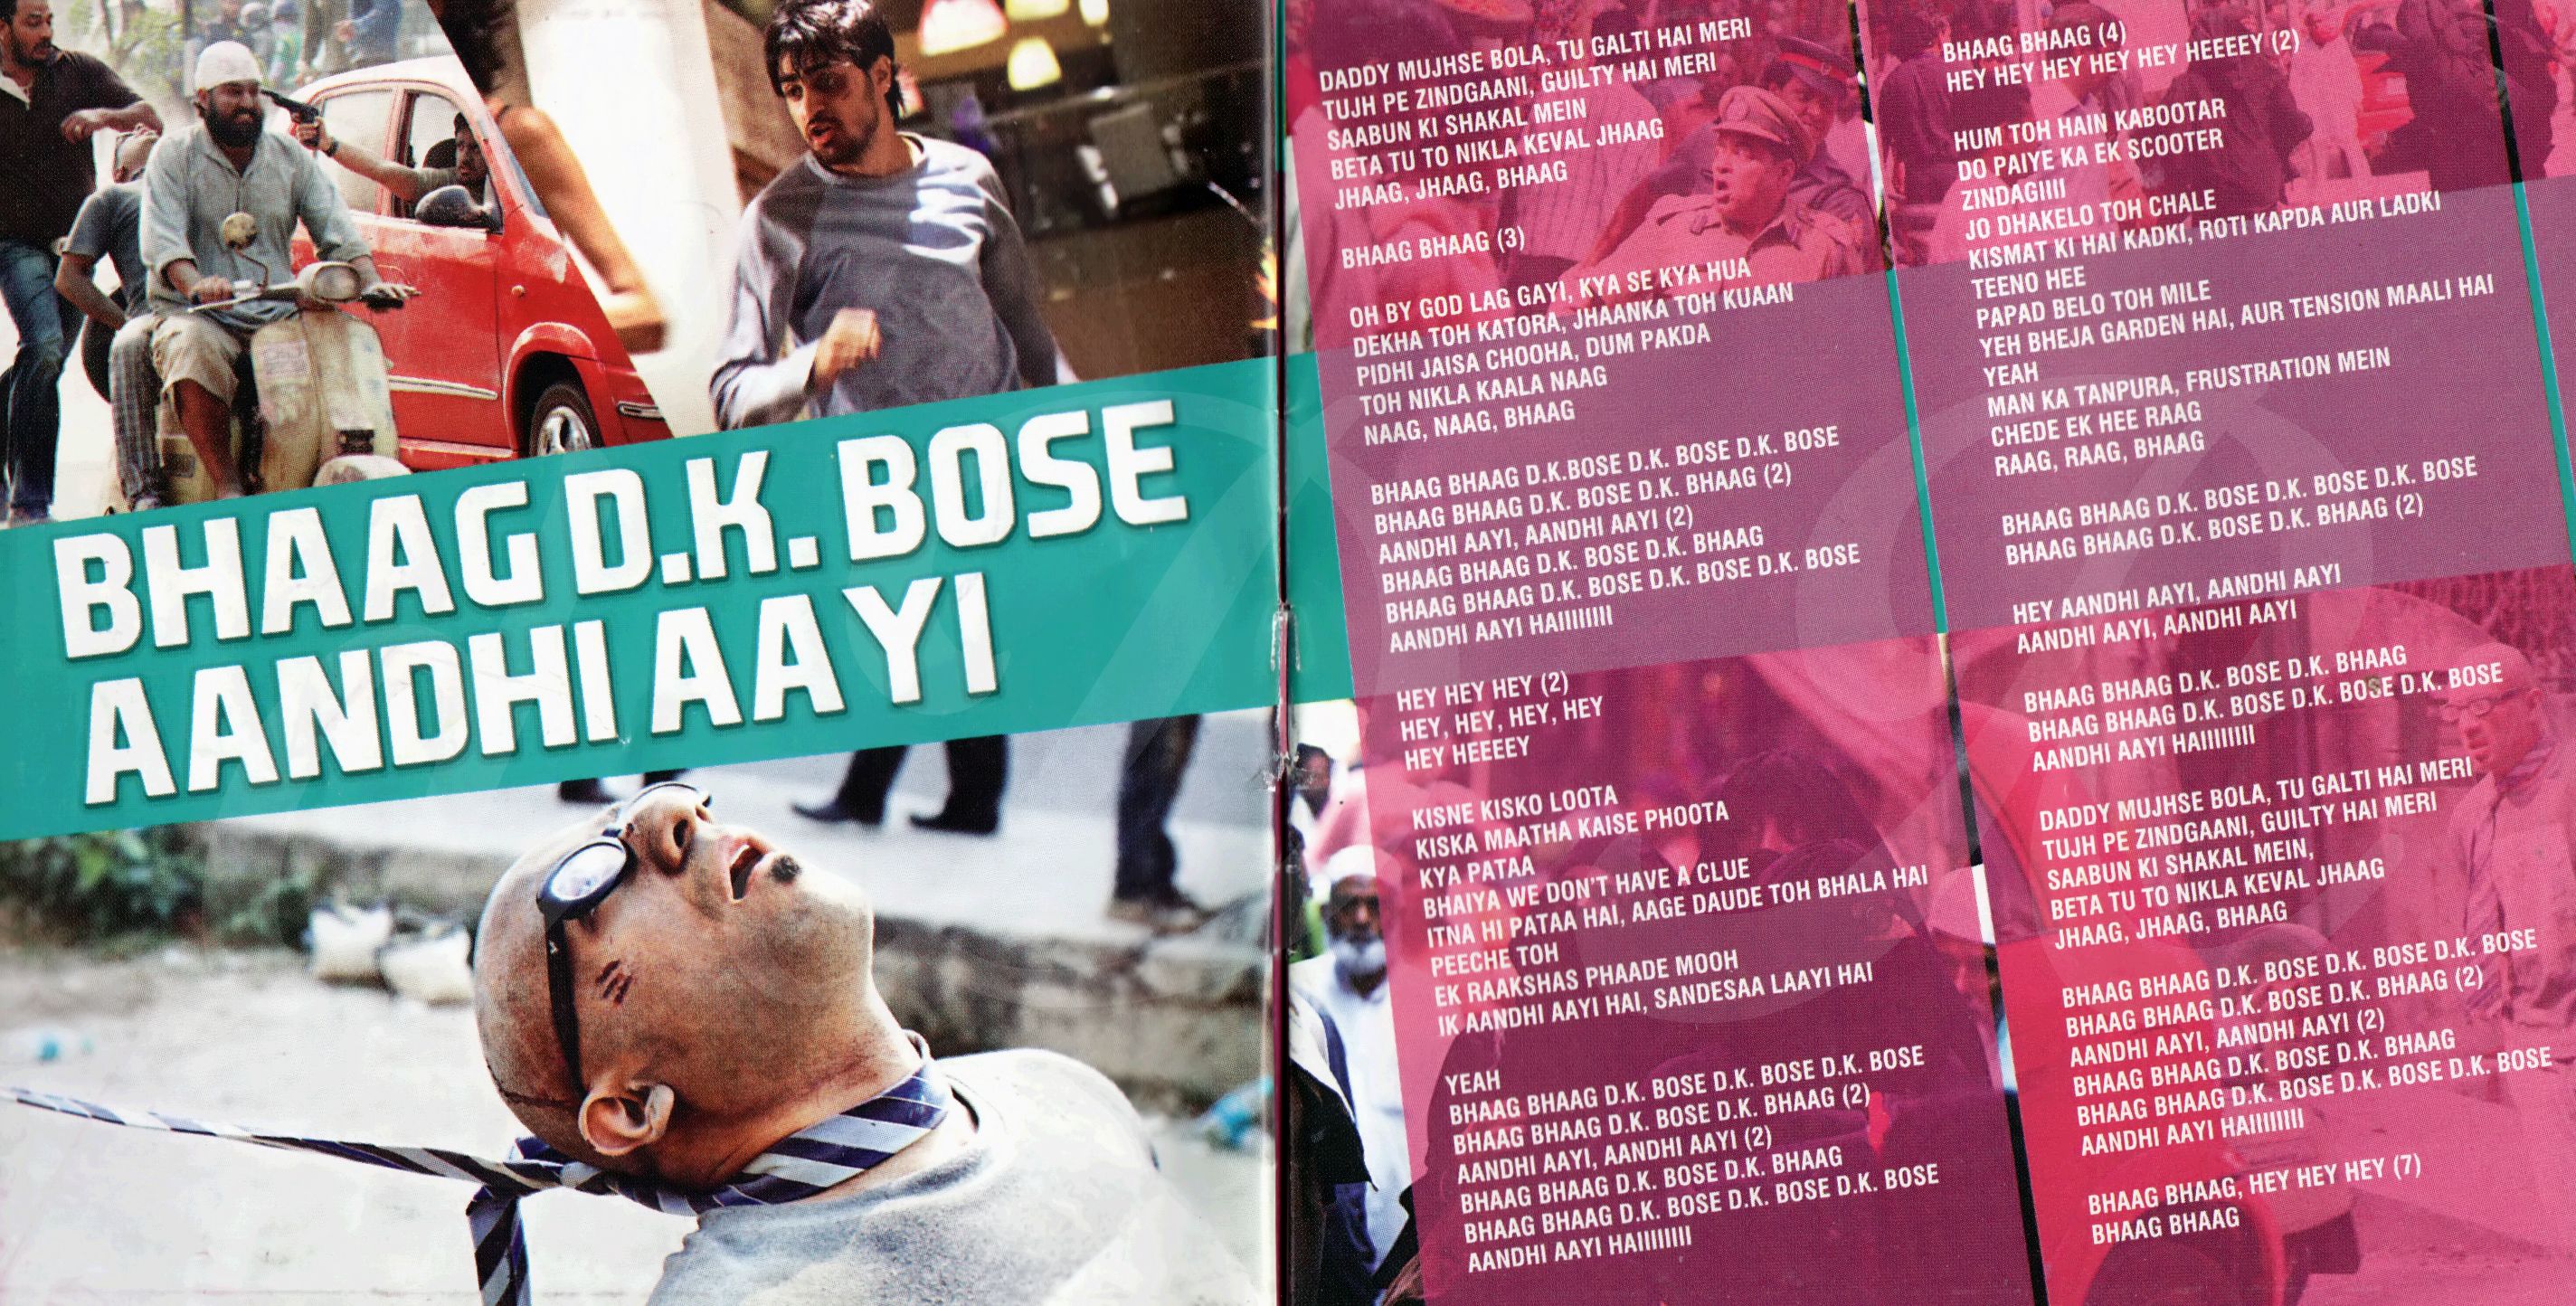 BHAAG D.K. BOSE
AANDHI AAYI
DADDY MUJHSE BOLA, TU GALTI HAI MERI
TUJH PE ZINDGAANI, GUILTY HAI MERI
SAABUN KI SHAKAL MEIN
BETA TU TO NIKLA KEVAL JHAAG
JHAAG, JHAAG, BHAAG
BHAAG BHAAG (3)
OH BY GOD LAG GAYI, KYA SE KYA HUA
DEKHA TOH KATORA, JHAANKA TOH KUAAN
PIDHI JAISA CHOOHA, DUM PAKDA
TOH NIKLA KAALA NAAG
NAAG, NAAG, BHAAG
BHAAG BHAAG D.K.BOSE D.K. BOSE D.K. BOSE
BHAAG BHAAG D.K. BOSE D.K. BHAAG (2)
AANDHI AAYI, AANDHI AAYI (2)
BHAAG BHAAG D.K. BOSE D.K. BHAAG
BHAAG BHAAG D.K. BOSE D.K. BOSE D.K. BOSE
AANDHI AAYI HAIIIIIIII
HEY HEY HEY (2)
HEY, HEY, HEY, HEY
HEY HEEEEY
KISNE KISKO LOOTA
KISKA MAATHA KAISE PHOOTA
KYA PATAA
BHAIYA WE DON'T HAVE A CLUE
ITNA HI PATAA HAI, AAGE DAUDE TOH BHALA HAI
PEECHE TOH
EK RAAKSHAS PHAADE MOOH
IK AANDHI AAYI HAI, SANDESAA LAAYI HAI
YEAH
BHAAG BHAAG D.K. BOSE D.K. BOSE D.K. BOSE
BHAAG BHAAG D.K. BOSE D.K. BHAAG (2)
AANDHI AAYI, AANDHI AAYI (2)
BHAAG BHAAG D.K. BOSE D.K. BHAAG
BHAAG BHAAG D.K. BOSE D.K. BOSE D.K. BOSE
AANDHI AAYI HAIIIIIIII
BHAAG BHAAG (4)
HEY HEY HEY HEY HEY HEEEEY (2)
HUM TOH HAIN KABOOTAR
DO PAIYE KA EK SCOOTER
ZINDAGIIII
JO DHAKELO TOH CHALE
KISMAT KI HAI KADKI, ROTI KAPDA AUR LADKI
TEENO HEE
PAPAD BELO TOH MILE
YEH BHEJA GARDEN HAI, AUR TENSION MAALI HAI
YEAH
MAN KA TANPURA, FRUSTRATION MEIN
CHEDE EK HEE RAAG
RAAG, RAAG, BHAAG
BHAAG BHAAG D.K. BOSE D.K. BOSE D.K. BOSE
BHAAG BHAAG D.K. BOSE D.K. BHAAG (2)
HEY AANDHI AAYI, AANDHI AAYI
AANDHI AAYI, AANDHI AAYI
BHAAG BHAAG D.K. BOSE D.K. BHAAG
BHAAG BHAAG D.K. BOSE D.K. BOSE D.K. BOSE
AANDHI AAYI HAIIIIIIII
DADDY MUJHSE BOLA, TU GALTI HAI MERI
TUJH PE ZINDGAANI, GUILTY HAI MERI
SAABUN KI SHAKAL MEIN,
BETA TU TO NIKLA KEVAL JHAAG
JHAAG, JHAAG, BHAAG
BHAAG BHAAG D.K. BOSE D.K. BOSE D.K. BOSE
BHAAG BHAAG D.K. BOSE D.K. BHAAG (2)
AANDHI AAYI, AANDHI AAYI (2)
BHAAG BHAAG D.K. BOSE D.K. BHAAG
BHAAG BHAAG D.K. BOSE D.K. BOSE D.K. BOSE
AANDHI AAYI HAIIIIIIII
BHAAG BHAAG, HEY HEY HEY (7)
BHAAG BHAAG